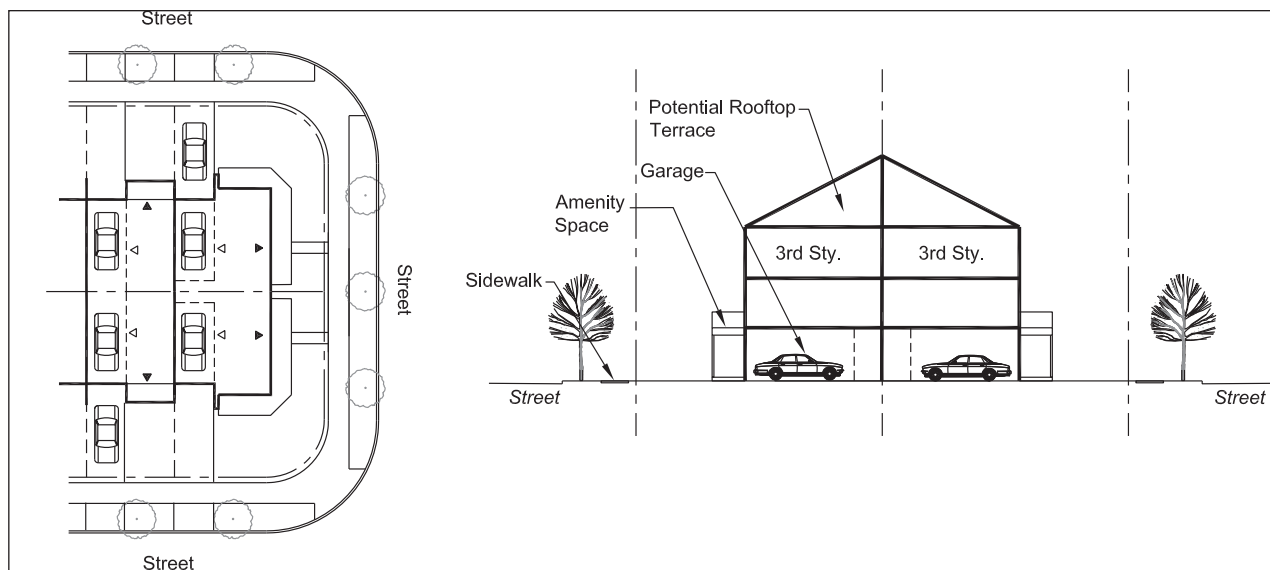 Street
Street
Street
Potential Rooftop
Terrace
Garage
Amenity
Space
3rd Sty.
3rd Sty.
Sidewalk
Street
Street